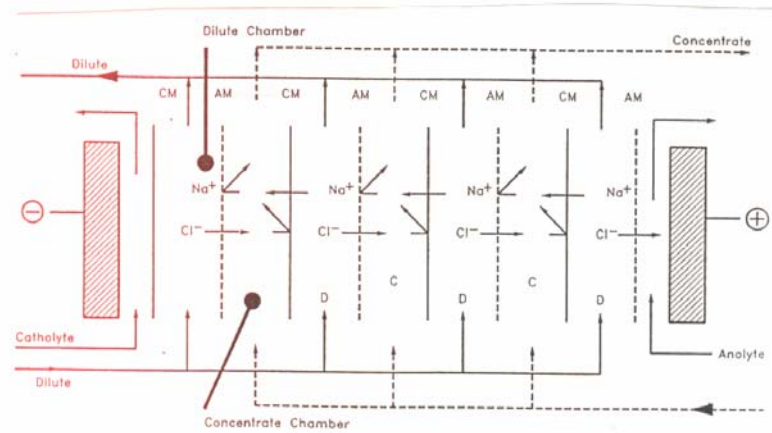 Dilute Chamber
Concentrate
Dilute
CM AM CM AM CM AM CM AM
Na⁺ Na⁺ Na⁺ Na⁺
− +
Cl⁻ Cl⁻ Cl⁻ Cl⁻
C C
D D D
Catholyte
Anolyte
Dilute
Concentrate Chamber